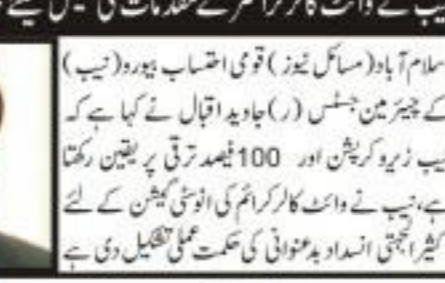 نیب نے وائٹ کالر کرائمز کے مقدمات کی
سلام آباد (مسائل نیوز) قومی احتساب بیورو (نیب)
کے چیئرمین جسٹس (ر) جاوید اقبال نے کہا ہے کہ
نیب زیرو کرپشن اور 100 فیصد ترقی پر یقین رکھتا
ہے، نیب نے وائٹ کالر کرائم کی انوسٹی گیشن کے لئے
کثیر الجہتی انسداد بدعنوانی کی حکمت عملی تشکیل دی ہے